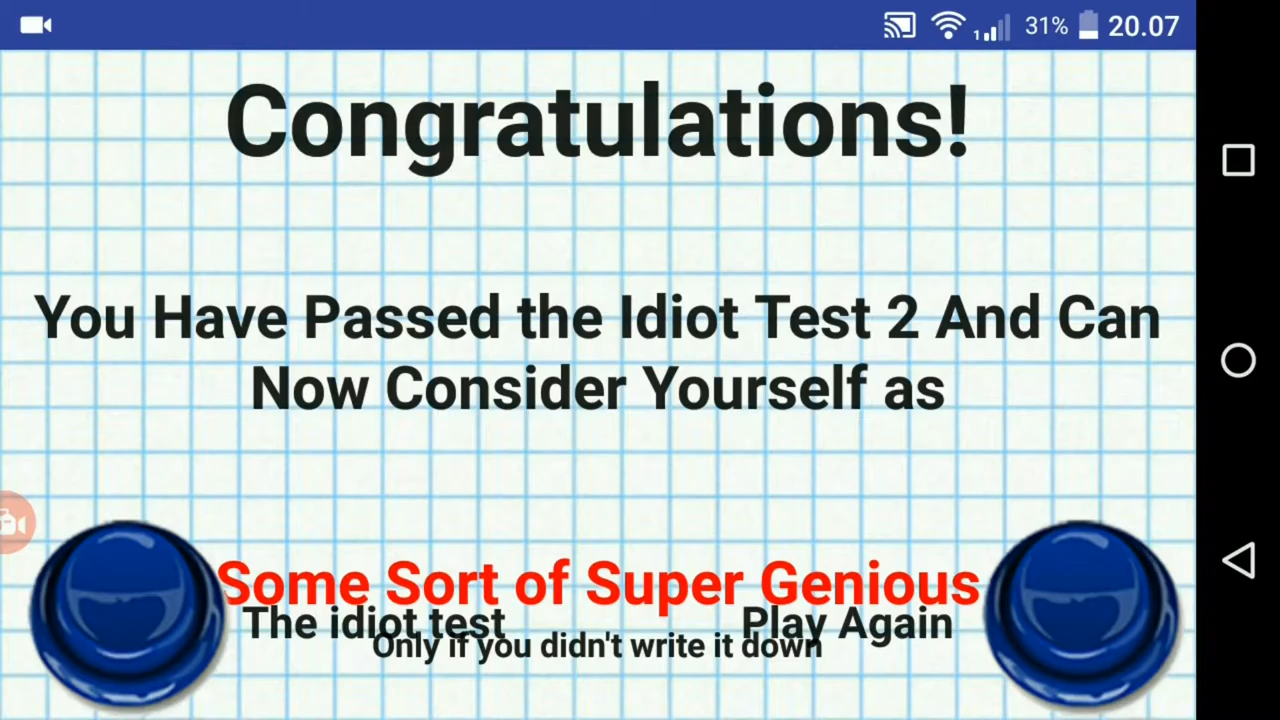 1 31% 20.07
Congratulations!
You Have Passed the Idiot Test 2 And Can
Now Consider Yourself as
Some Sort of Super Genious
The idiot test Play Again
Only if you didn't write it down